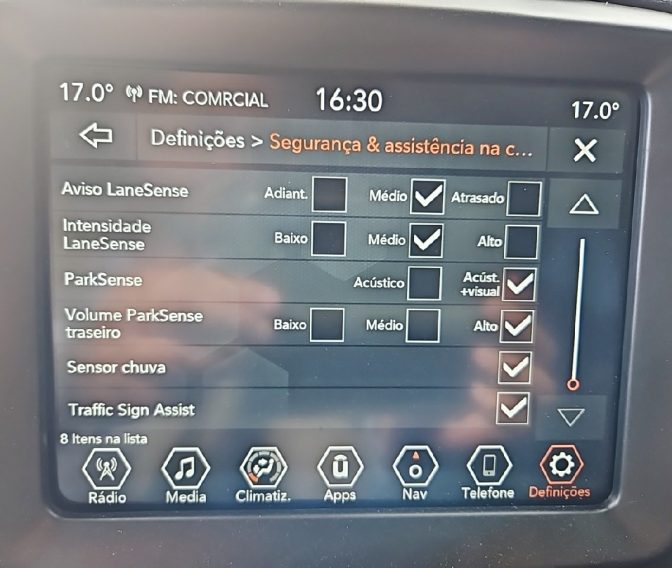 17.0° FM: COMRCIAL 16:30 17.0°
Definições > Segurança & assistência na c...
Aviso LaneSense Adiant. Médio Atrasado
Intensidade
LaneSense Baixo Médio Alto
ParkSense Acústico Acúst.
+visual
Volume ParkSense
traseiro Baixo Médio Alto
Sensor chuva
Traffic Sign Assist
8 Itens na lista
Rádio Media Climatiz. Apps Nav Telefone Definições